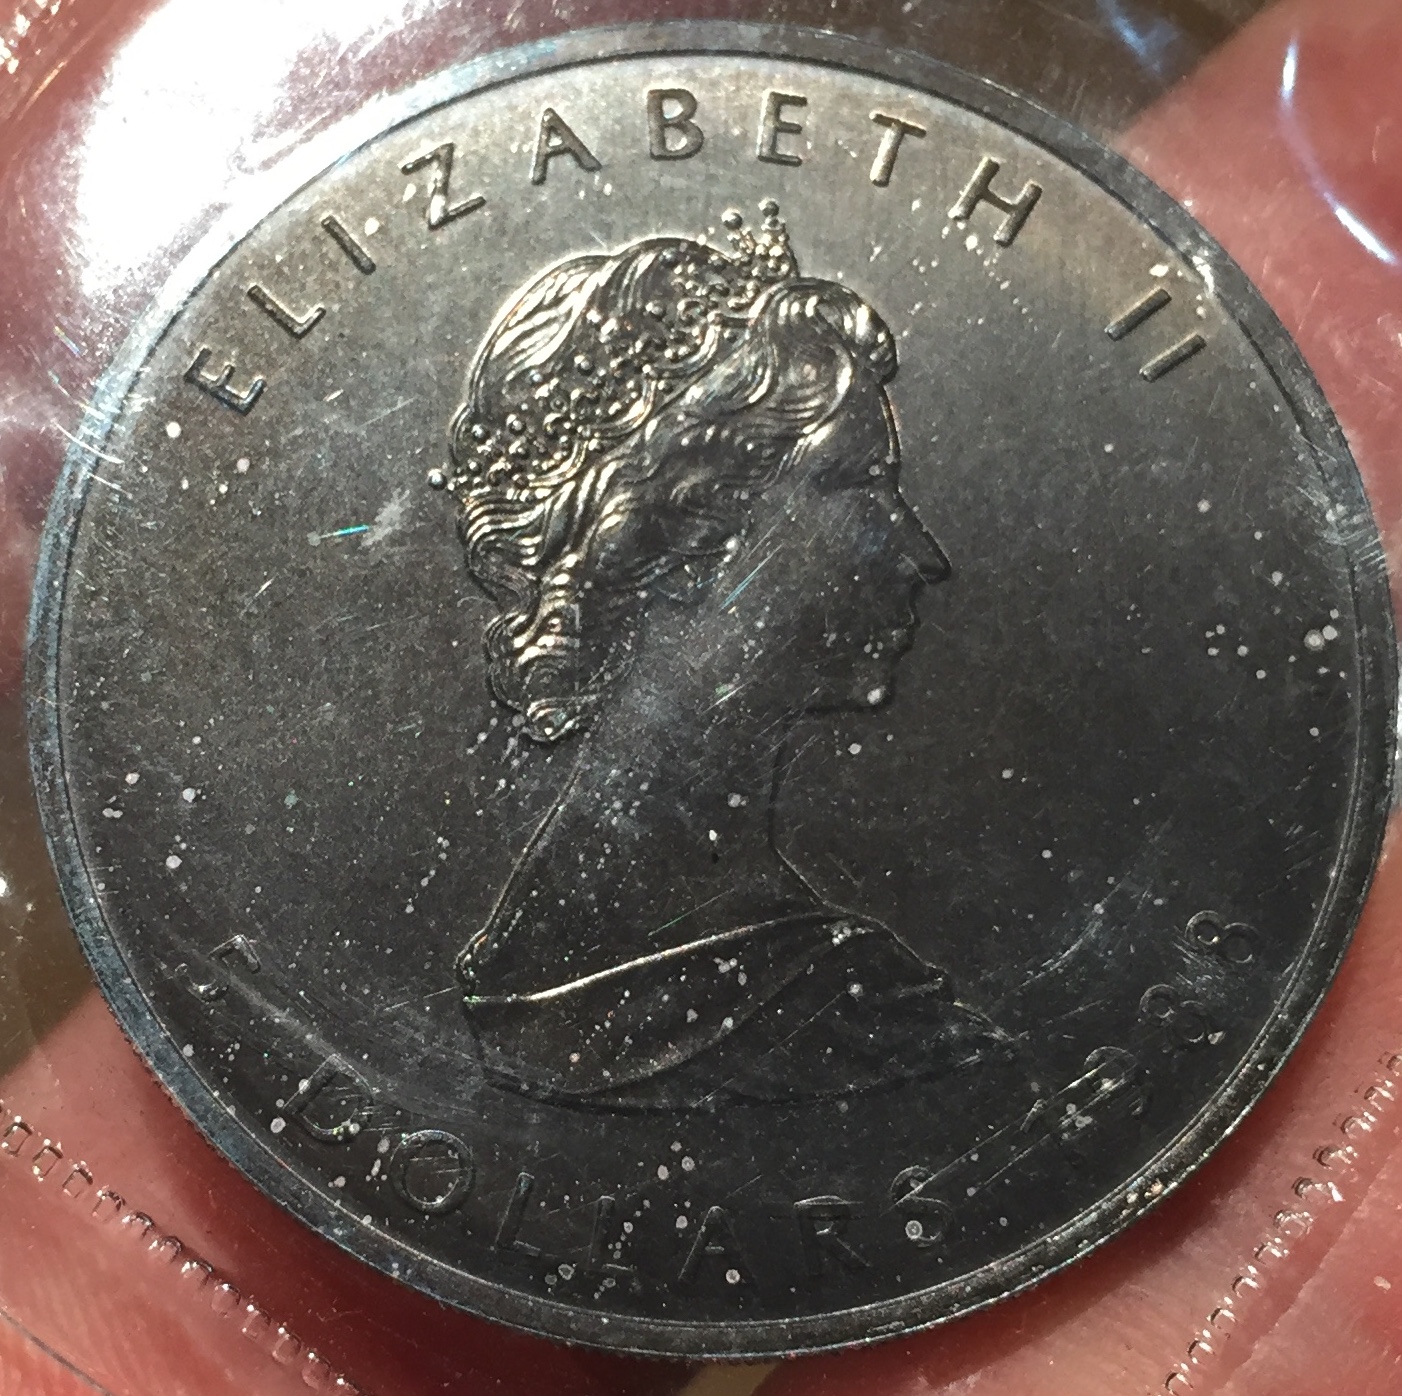 ELIZABETH II
5 DOLLARS 1988